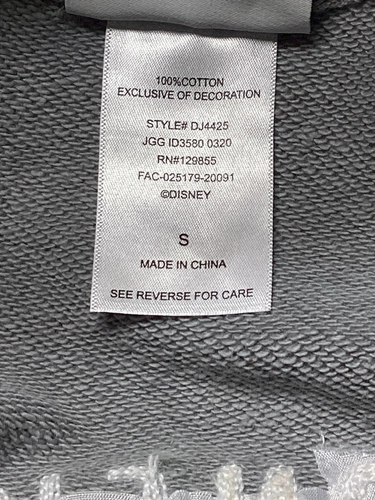 100%COTTON
EXCLUSIVE OF DECORATION
STYLE# DJ4425
JGG ID3580 0320
RN#129855
FAC-025179-20091
©DISNEY
S
MADE IN CHINA
SEE REVERSE FOR CARE